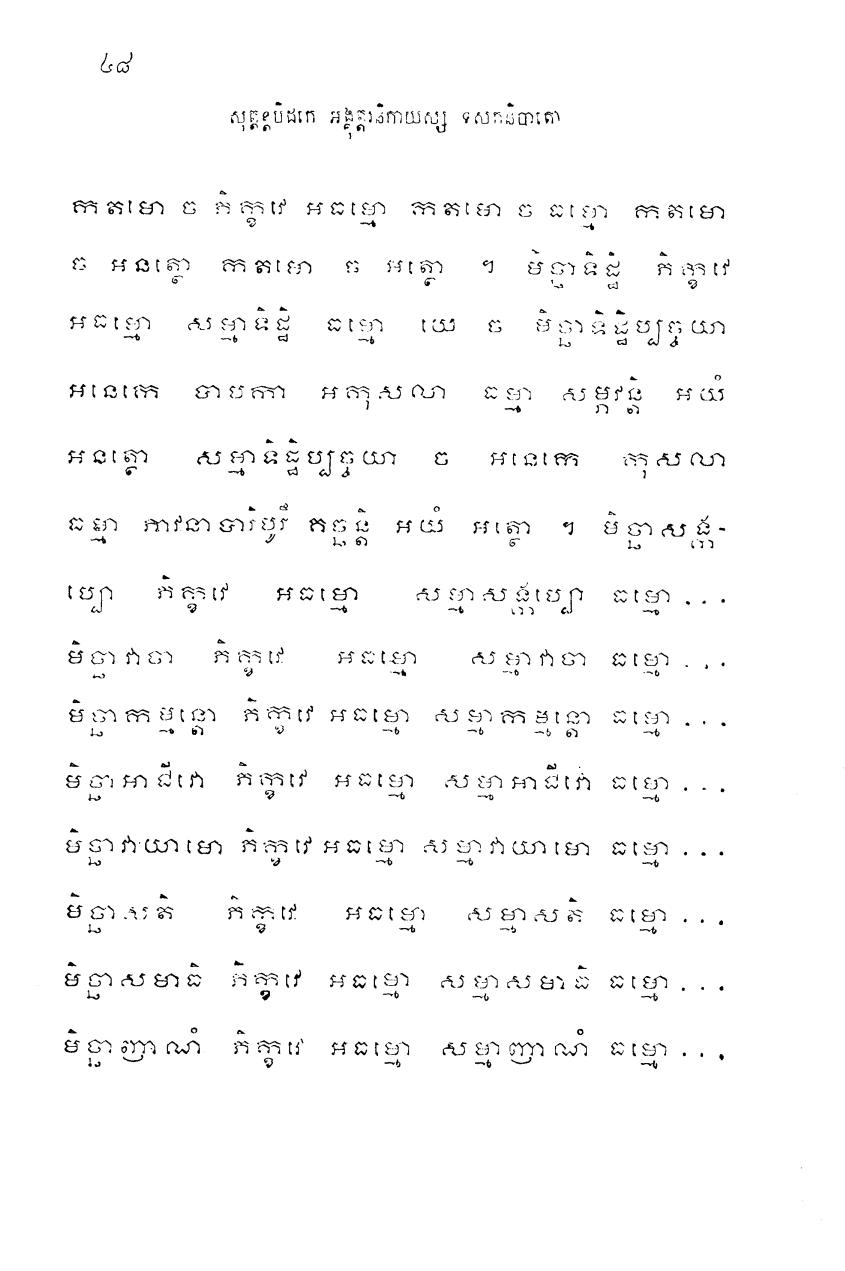 ៤៨
សុត្តន្តបិដកេ អង្គុត្តរនិកាយស្ស ទសកនិបាតោ
កតមោ ច ភិក្ខវេ អធម្មោ កតមោ ច ធម្មោ កតមោ
ច អនត្ថោ កតមោ ច អត្ថោ ។ មិច្ឆាទិដ្ឋិ ភិក្ខវេ
អធម្មោ សម្មាទិដ្ឋិ ធម្មោ យេ ច មិច្ឆាទិដ្ឋិប្បច្ចយា
អនេកេ បាបកា អកុសលា ធម្មា សម្ភវន្តិ អយំ
អនត្ថោ សម្មាទិដ្ឋិប្បច្ចយា ច អនេកេ កុសលា
ធម្មា ភាវនាបារិបូរឹ គច្ឆន្តិ អយំ អត្ថោ ។ មិច្ឆាសង្ក-
ប្បោ ភិក្ខវេ អធម្មោ សម្មាសង្កប្បោ ធម្មោ...
មិច្ឆាវាចា ភិក្ខវេ អធម្មោ សម្មាវាចា ធម្មោ...
មិច្ឆាកម្មន្តោ ភិក្ខវេ អធម្មោ សម្មាកម្មន្តោ ធម្មោ...
មិច្ឆាអាជីវោ ភិក្ខវេ អធម្មោ សម្មាអាជីវោ ធម្មោ...
មិច្ឆាវាយាមោ ភិក្ខវេ អធម្មោ សម្មាវាយាមោ ធម្មោ...
មិច្ឆាសតិ ភិក្ខវេ អធម្មោ សម្មាសតិ ធម្មោ...
មិច្ឆាសមាធិ ភិក្ខវេ អធម្មោ សម្មាសមាធិ ធម្មោ...
មិច្ឆាញាណំ ភិក្ខវេ អធម្មោ សម្មាញាណំ ធម្មោ...